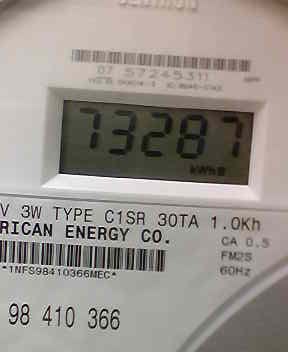 07 57245311
73287
kWh
V 3W TYPE C1SR 30TA 1.0Kh
RICAN ENERGY CO.
CA 0.5
FM2S
60Hz
*1NFS98410366MEC*
98 410 366